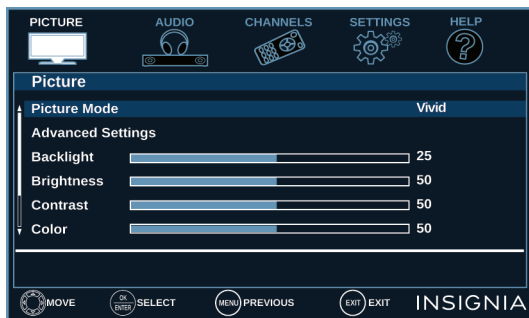 PICTURE AUDIO CHANNELS SETTINGS HELP
Picture
Picture Mode Vivid
Advanced Settings
Backlight 25
Brightness 50
Contrast 50
Color 50
MOVE OK ENTER SELECT MENU PREVIOUS EXIT EXIT INSIGNIA